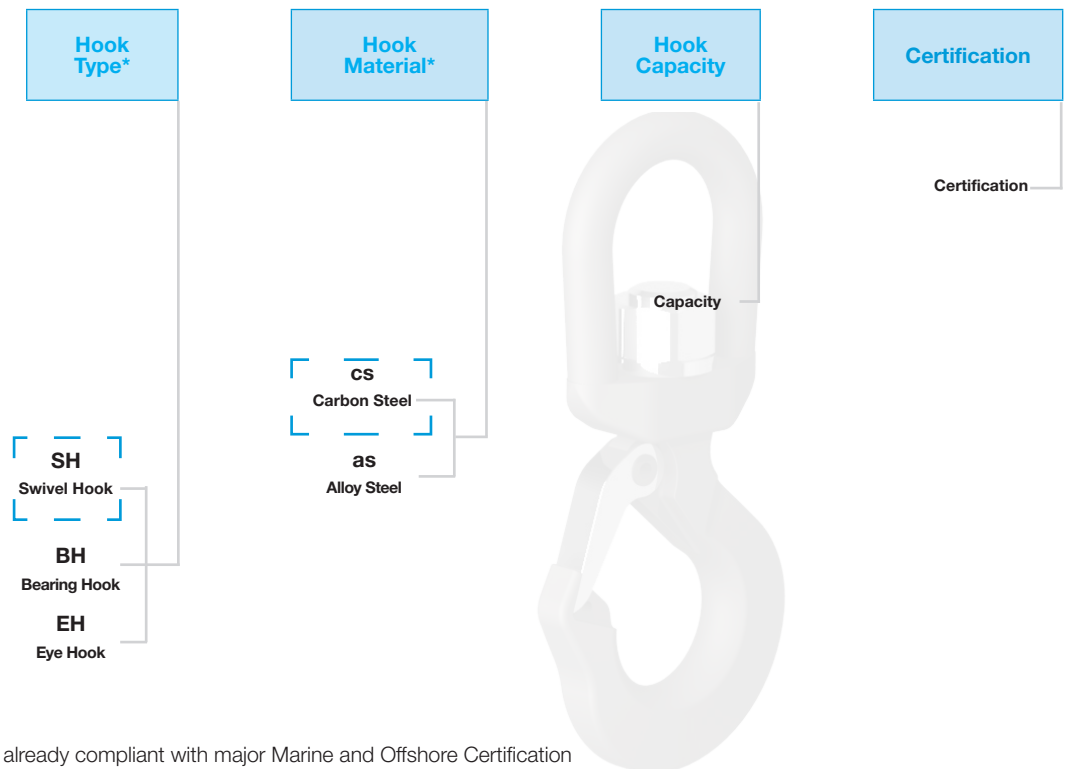 Hook
Type*
Hook
Material*
Hook
Capacity
Certification
Certification
Capacity
cs
Carbon Steel
as
Alloy Steel
SH
Swivel Hook
BH
Bearing Hook
EH
Eye Hook
already compliant with major Marine and Offshore Certification